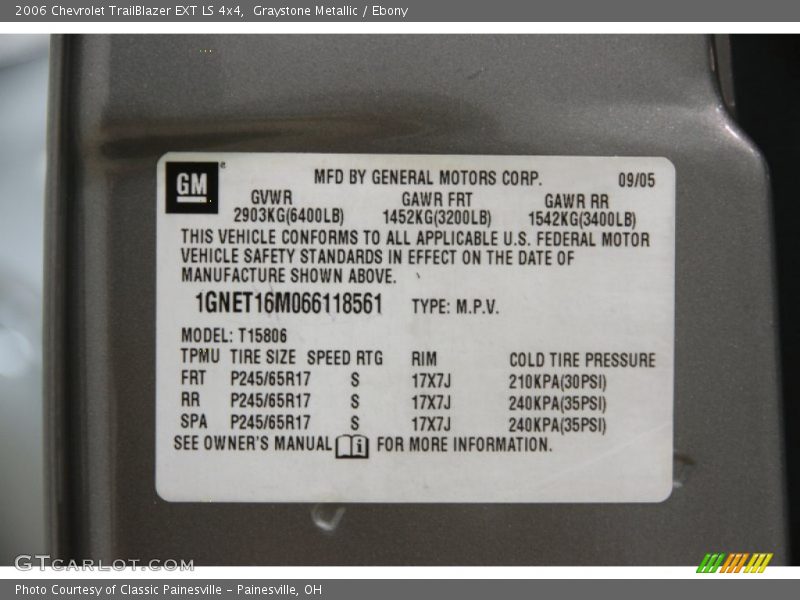 2006 Chevrolet TrailBlazer EXT LS 4x4, Graystone Metallic / Ebony
GM® MFD BY GENERAL MOTORS CORP. 09/05
GVWR GAWR FRT GAWR RR
2903KG(6400LB) 1452KG(3200LB) 1542KG(3400LB)
THIS VEHICLE CONFORMS TO ALL APPLICABLE U.S. FEDERAL MOTOR
VEHICLE SAFETY STANDARDS IN EFFECT ON THE DATE OF
MANUFACTURE SHOWN ABOVE.
1GNET16M066118561 TYPE: M.P.V.
MODEL: T15806
TPMU TIRE SIZE SPEED RTG RIM COLD TIRE PRESSURE
FRT P245/65R17 S 17X7J 210KPA(30PSI)
RR P245/65R17 S 17X7J 240KPA(35PSI)
SPA P245/65R17 S 17X7J 240KPA(35PSI)
SEE OWNER'S MANUAL i FOR MORE INFORMATION.
GTCARLOT.COM
Photo Courtesy of Classic Painesville - Painesville, OH